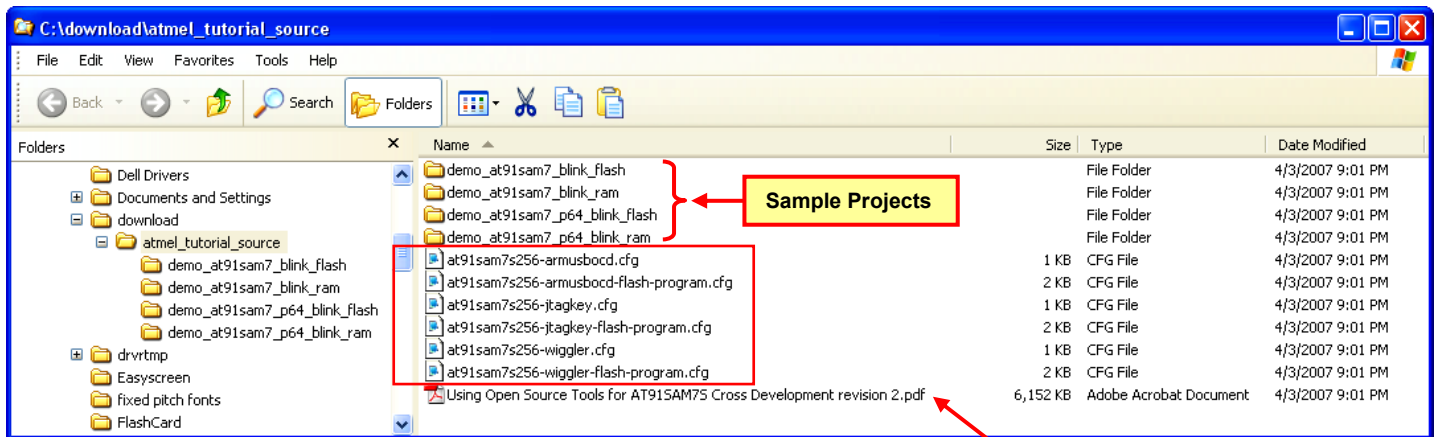 C:\download\atmel_tutorial_source
File Edit View Favorites Tools Help
Back Search Folders
Folders × Name Size Type Date Modified
Dell Drivers
Documents and Settings
download
atmel_tutorial_source
demo_at91sam7_blink_flash
demo_at91sam7_blink_ram
demo_at91sam7_p64_blink_flash
demo_at91sam7_p64_blink_ram
drvrtmp
Easyscreen
fixed pitch fonts
FlashCard
demo_at91sam7_blink_flash File Folder 4/3/2007 9:01 PM
demo_at91sam7_blink_ram File Folder 4/3/2007 9:01 PM
demo_at91sam7_p64_blink_flash File Folder 4/3/2007 9:01 PM
demo_at91sam7_p64_blink_ram File Folder 4/3/2007 9:01 PM
at91sam7s256-armusbocd.cfg 1 KB CFG File 4/3/2007 9:01 PM
at91sam7s256-armusbocd-flash-program.cfg 2 KB CFG File 4/3/2007 9:01 PM
at91sam7s256-jtagkey.cfg 1 KB CFG File 4/3/2007 9:01 PM
at91sam7s256-jtagkey-flash-program.cfg 2 KB CFG File 4/3/2007 9:01 PM
at91sam7s256-wiggler.cfg 1 KB CFG File 4/3/2007 9:01 PM
at91sam7s256-wiggler-flash-program.cfg 2 KB CFG File 4/3/2007 9:01 PM
Using Open Source Tools for AT91SAM7S Cross Development revision 2.pdf 6,152 KB Adobe Acrobat Document 4/3/2007 9:01 PM
Sample Projects